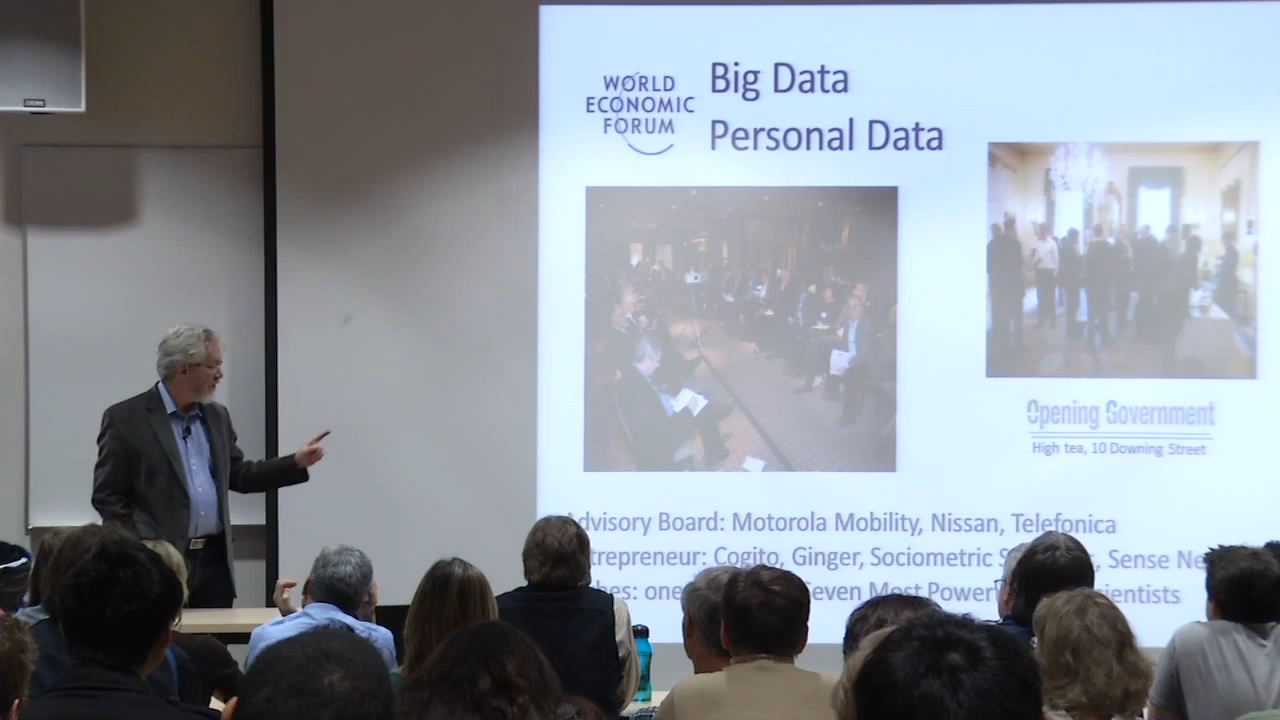 WORLD
ECONOMIC
FORUM
Big Data
Personal Data
Opening Government
High tea, 10 Downing Street
Advisory Board: Motorola Mobility, Nissan, Telefonica
Cogito, Ginger, Sociometric Sense
Seven Most